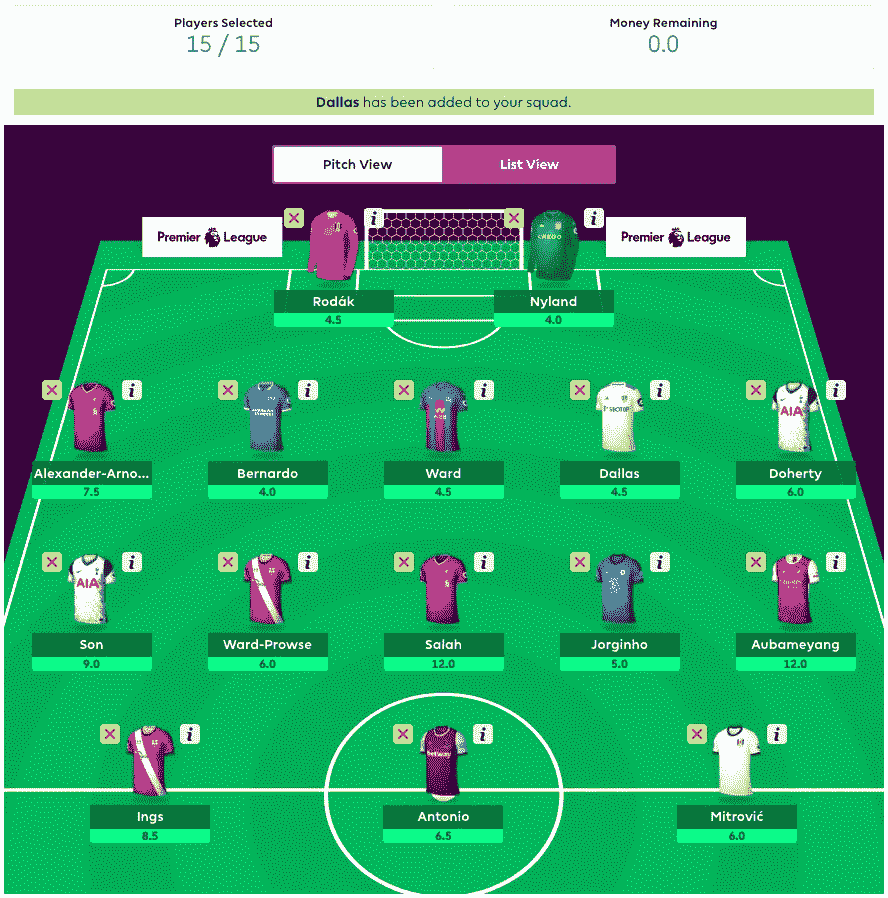 Players Selected
Money Remaining
15 / 15
0.0
Dallas has been added to your squad.
Pitch View
List View
Premier League
Premier League
Rodák
4.5
Nyland
4.0
Alexander-Arno...
7.5
Bernardo
4.0
Ward
4.5
Dallas
4.5
Doherty
6.0
AIA
AIA
Son
9.0
Ward-Prowse
6.0
Salah
12.0
Jorginho
5.0
Aubameyang
12.0
betway
Ings
8.5
Antonio
6.5
Mitrović
6.0